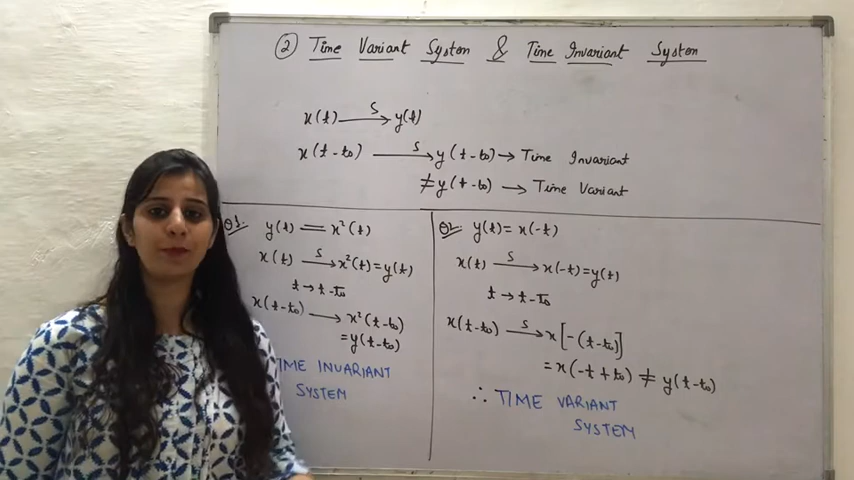 ② Time Variant System & Time Invariant System
x(t) —S→ y(t)
x(t-t₀) —S→ y(t-t₀) → Time Invariant
≠ y(t-t₀) → Time Variant
Q1. y(t) = x²(t)
x(t) —S→ x²(t) = y(t)
t → t-t₀
x(t-t₀) → x²(t-t₀)
= y(t-t₀)
TIME INVARIANT
SYSTEM
Q2. y(t) = x(-t)
x(t) —S→ x(-t) = y(t)
t → t-t₀
x(t-t₀) —S→ x[-(t-t₀)]
= x(-t+t₀) ≠ y(t-t₀)
∴ TIME VARIANT
SYSTEM